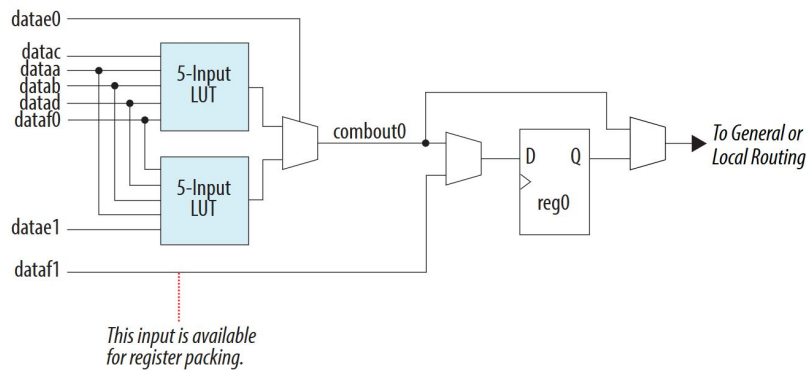 datae0
datac
dataa
datab
datad
dataf0
5-Input
LUT
combout0
D Q
reg0
To General or
Local Routing
5-Input
LUT
datae1
dataf1
This input is available
for register packing.